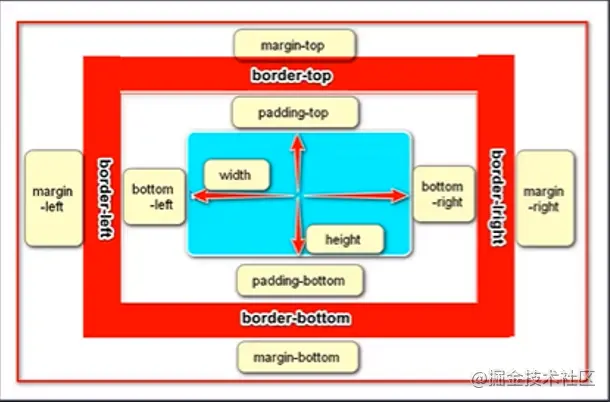 margin-top
border-top
padding-top
margin
-left
border-left
bottom
-left
width
bottom
-right
border-lright
margin
-right
height
padding-bottom
border-bottom
margin-bottom
@掘金技术社区